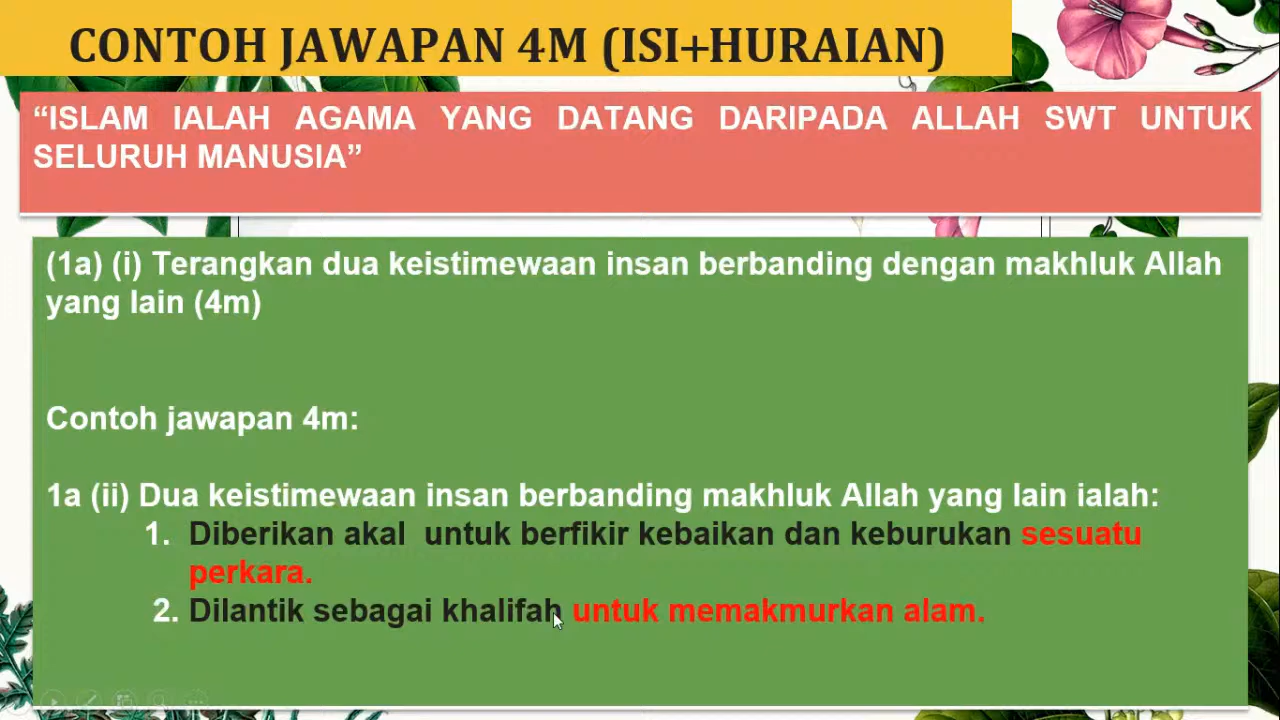 CONTOH JAWAPAN 4M (ISI+HURAIAN)
“ISLAM IALAH AGAMA YANG DATANG DARIPADA ALLAH SWT UNTUK
SELURUH MANUSIA”
(1a) (i) Terangkan dua keistimewaan insan berbanding dengan makhluk Allah
yang lain (4m)
Contoh jawapan 4m:
1a (ii) Dua keistimewaan insan berbanding makhluk Allah yang lain ialah:
1. Diberikan akal untuk berfikir kebaikan dan keburukan sesuatu
perkara.
2. Dilantik sebagai khalifah untuk memakmurkan alam.